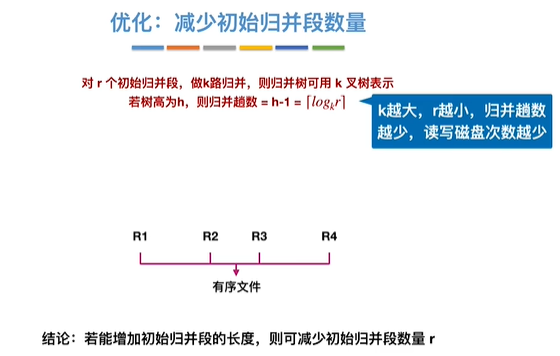 优化：减少初始归并段数量
对 r 个初始归并段，做k路归并，则归并树可用 k 叉树表示
若树高为h，则归并趟数 = h-1 = ⌈logₖr⌉
k越大，r越小，归并趟数
越少，读写磁盘次数越少
R1 R2 R3 R4
有序文件
结论：若能增加初始归并段的长度，则可减少初始归并段数量 r